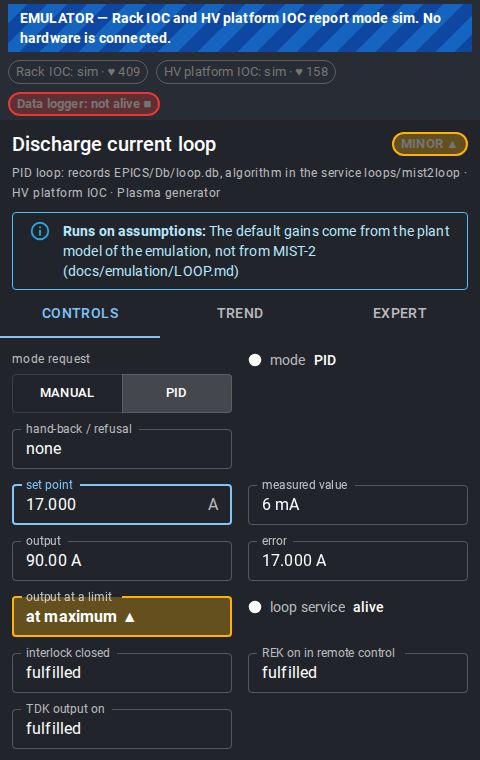 EMULATOR — Rack IOC and HV platform IOC report mode sim. No
hardware is connected.
Rack IOC: sim · ♥ 409
HV platform IOC: sim · ♥ 158
Data logger: not alive ■
Discharge current loop
MINOR ▲
PID loop: records EPICS/Db/loop.db, algorithm in the service loops/mist2loop ·
HV platform IOC · Plasma generator
Runs on assumptions: The default gains come from the plant
model of the emulation, not from MIST-2
(docs/emulation/LOOP.md)
CONTROLS
TREND
EXPERT
mode request
mode PID
MANUAL
PID
hand-back / refusal
none
set point
17.000 A
measured value
6 mA
output
90.00 A
error
17.000 A
output at a limit
at maximum ▲
loop service alive
interlock closed
fulfilled
REK on in remote control
fulfilled
TDK output on
fulfilled